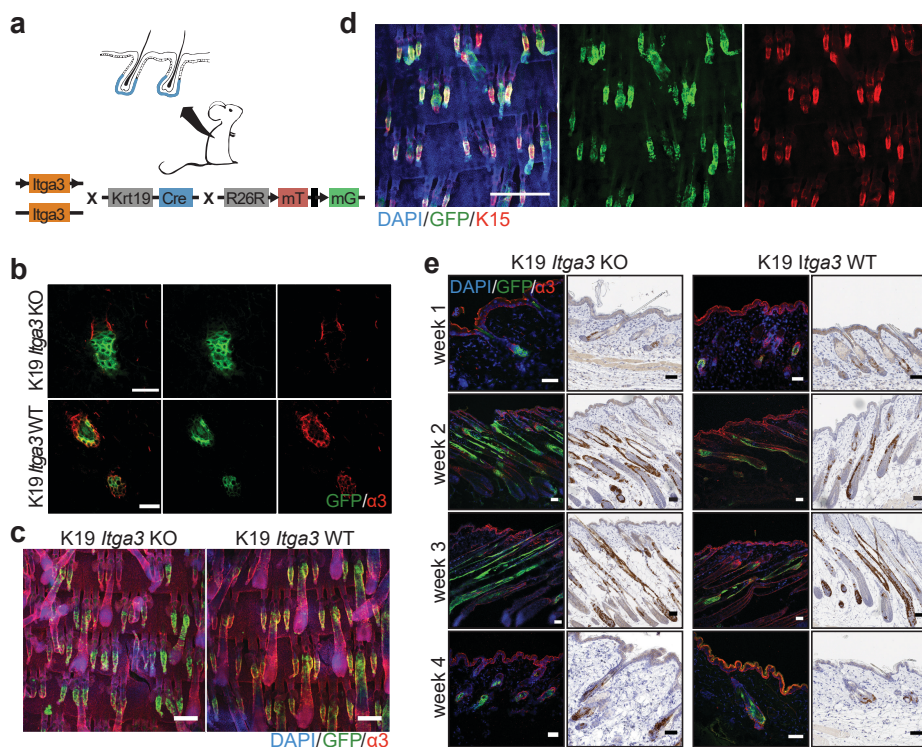 a
Itga3
Itga3
X
Krt19
Cre
X
R26R
mT
mG
b
K19 Itga3 KO
K19 Itga3 WT
GFP/α3
c
K19 Itga3 KO
K19 Itga3 WT
DAPI/GFP/α3
d
DAPI/GFP/K15
e
K19 Itga3 KO
K19 Itga3 WT
DAPI/GFP/α3
week 1
week 2
week 3
week 4